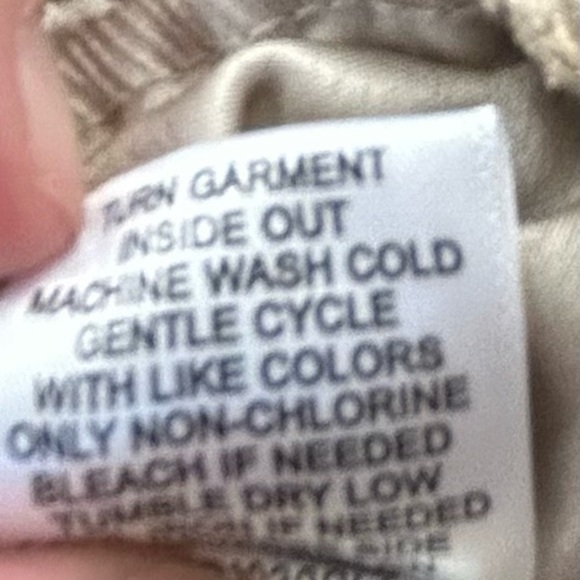 TURN GARMENT
INSIDE OUT
MACHINE WASH COLD
GENTLE CYCLE
WITH LIKE COLORS
ONLY NON-CHLORINE
BLEACH IF NEEDED
TUMBLE DRY LOW
IF NEEDED
SIDE